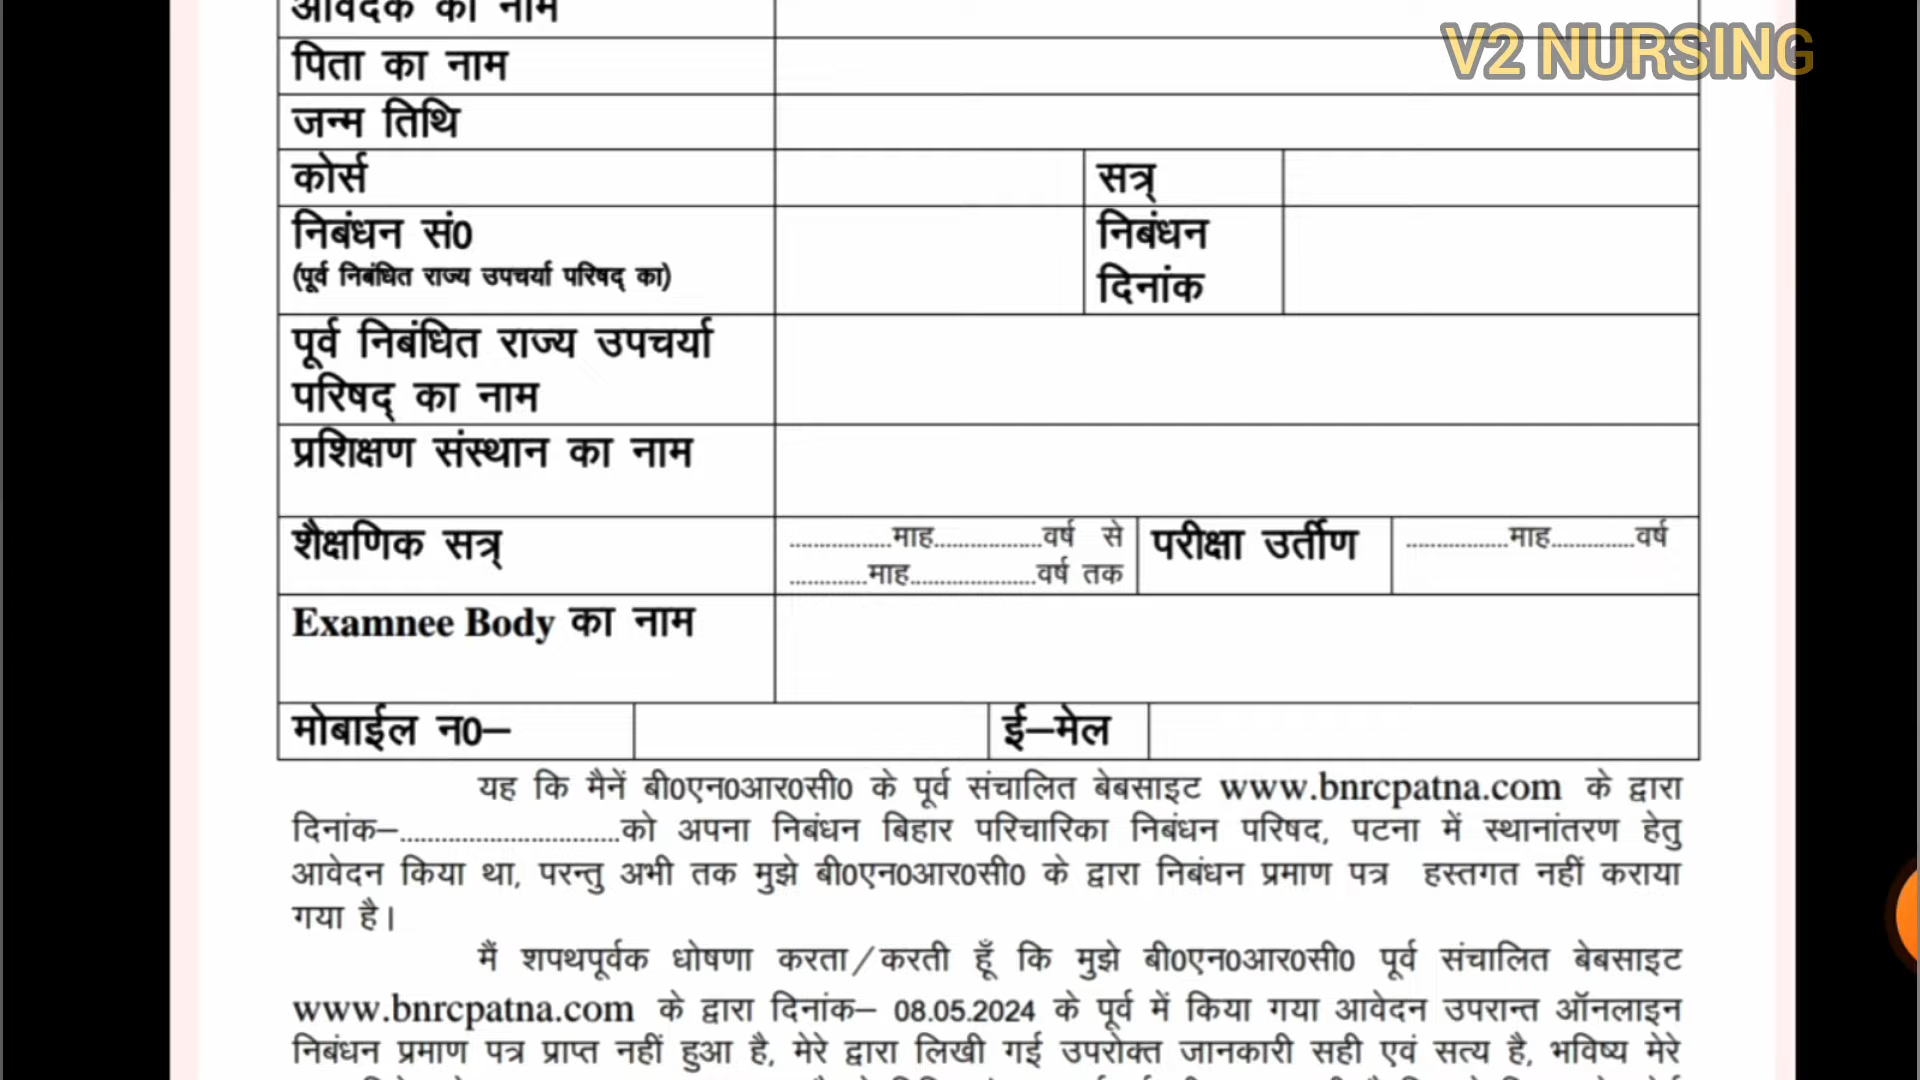 आवेदक का नाम
V2 NURSING
पिता का नाम
जन्म तिथि
कोर्स
सत्र्
निबंधन सं0
(पूर्व निबंधित राज्य उपचर्या परिषद् का)
निबंधन
दिनांक
पूर्व निबंधित राज्य उपचर्या
परिषद् का नाम
प्रशिक्षण संस्थान का नाम
शैक्षणिक सत्र्
.................माह..................वर्ष से
.............माह.....................वर्ष तक
परीक्षा उर्तीण
.................माह..............वर्ष
Examnee Body का नाम
मोबाईल न0–
ई–मेल
यह कि मैनें बी0एन0आर0सी0 के पूर्व संचालित बेबसाइट www.bnrcpatna.com के द्वारा
दिनांक–................................को अपना निबंधन बिहार परिचारिका निबंधन परिषद, पटना में स्थानांतरण हेतु
आवेदन किया था, परन्तु अभी तक मुझे बी0एन0आर0सी0 के द्वारा निबंधन प्रमाण पत्र हस्तगत नहीं कराया
गया है।
मैं शपथपूर्वक धोषणा करता/करती हूँ कि मुझे बी0एन0आर0सी0 पूर्व संचालित बेबसाइट
www.bnrcpatna.com के द्वारा दिनांक– 08.05.2024 के पूर्व में किया गया आवेदन उपरान्त ऑनलाइन
निबंधन प्रमाण पत्र प्राप्त नहीं हुआ है, मेरे द्वारा लिखी गई उपरोक्त जानकारी सही एवं सत्य है, भविष्य मेरे